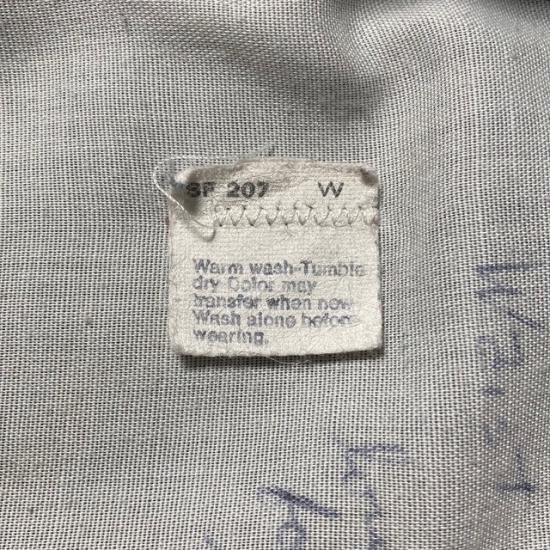 SF 207 W
Warm wash-Tumble
dry Color may
transfer when new
Wash alone before
wearing.